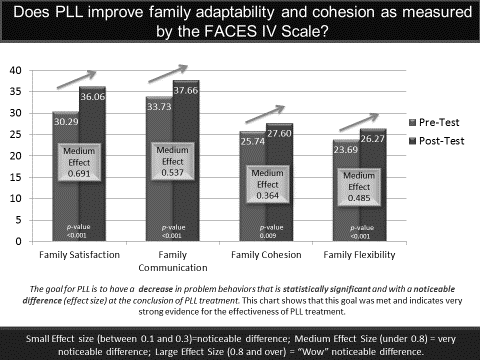 Does PLL improve family adaptability and cohesion as measured
by the FACES IV Scale?
40
35
30
25
20
15
10
5
0
30.29
36.06
33.73
37.66
25.74
27.60
23.69
26.27
Medium
Effect
0.691
Medium
Effect
0.537
Medium
Effect
0.364
Medium
Effect
0.485
p-value
<0.001
p-value
<0.001
p-value
0.009
p-value
<0.001
Family Satisfaction
Family
Communication
Family Cohesion
Family Flexibility
Pre-Test
Post-Test
The goal for PLL is to have a decrease in problem behaviors that is statistically significant and with a noticeable
difference (effect size) at the conclusion of PLL treatment. This chart shows that this goal was met and indicates very
strong evidence for the effectiveness of PLL treatment.
Small Effect size (between 0.1 and 0.3)=noticeable difference; Medium Effect Size (under 0.8) = very
noticeable difference; Large Effect Size (0.8 and over) = “Wow” noticeable difference.